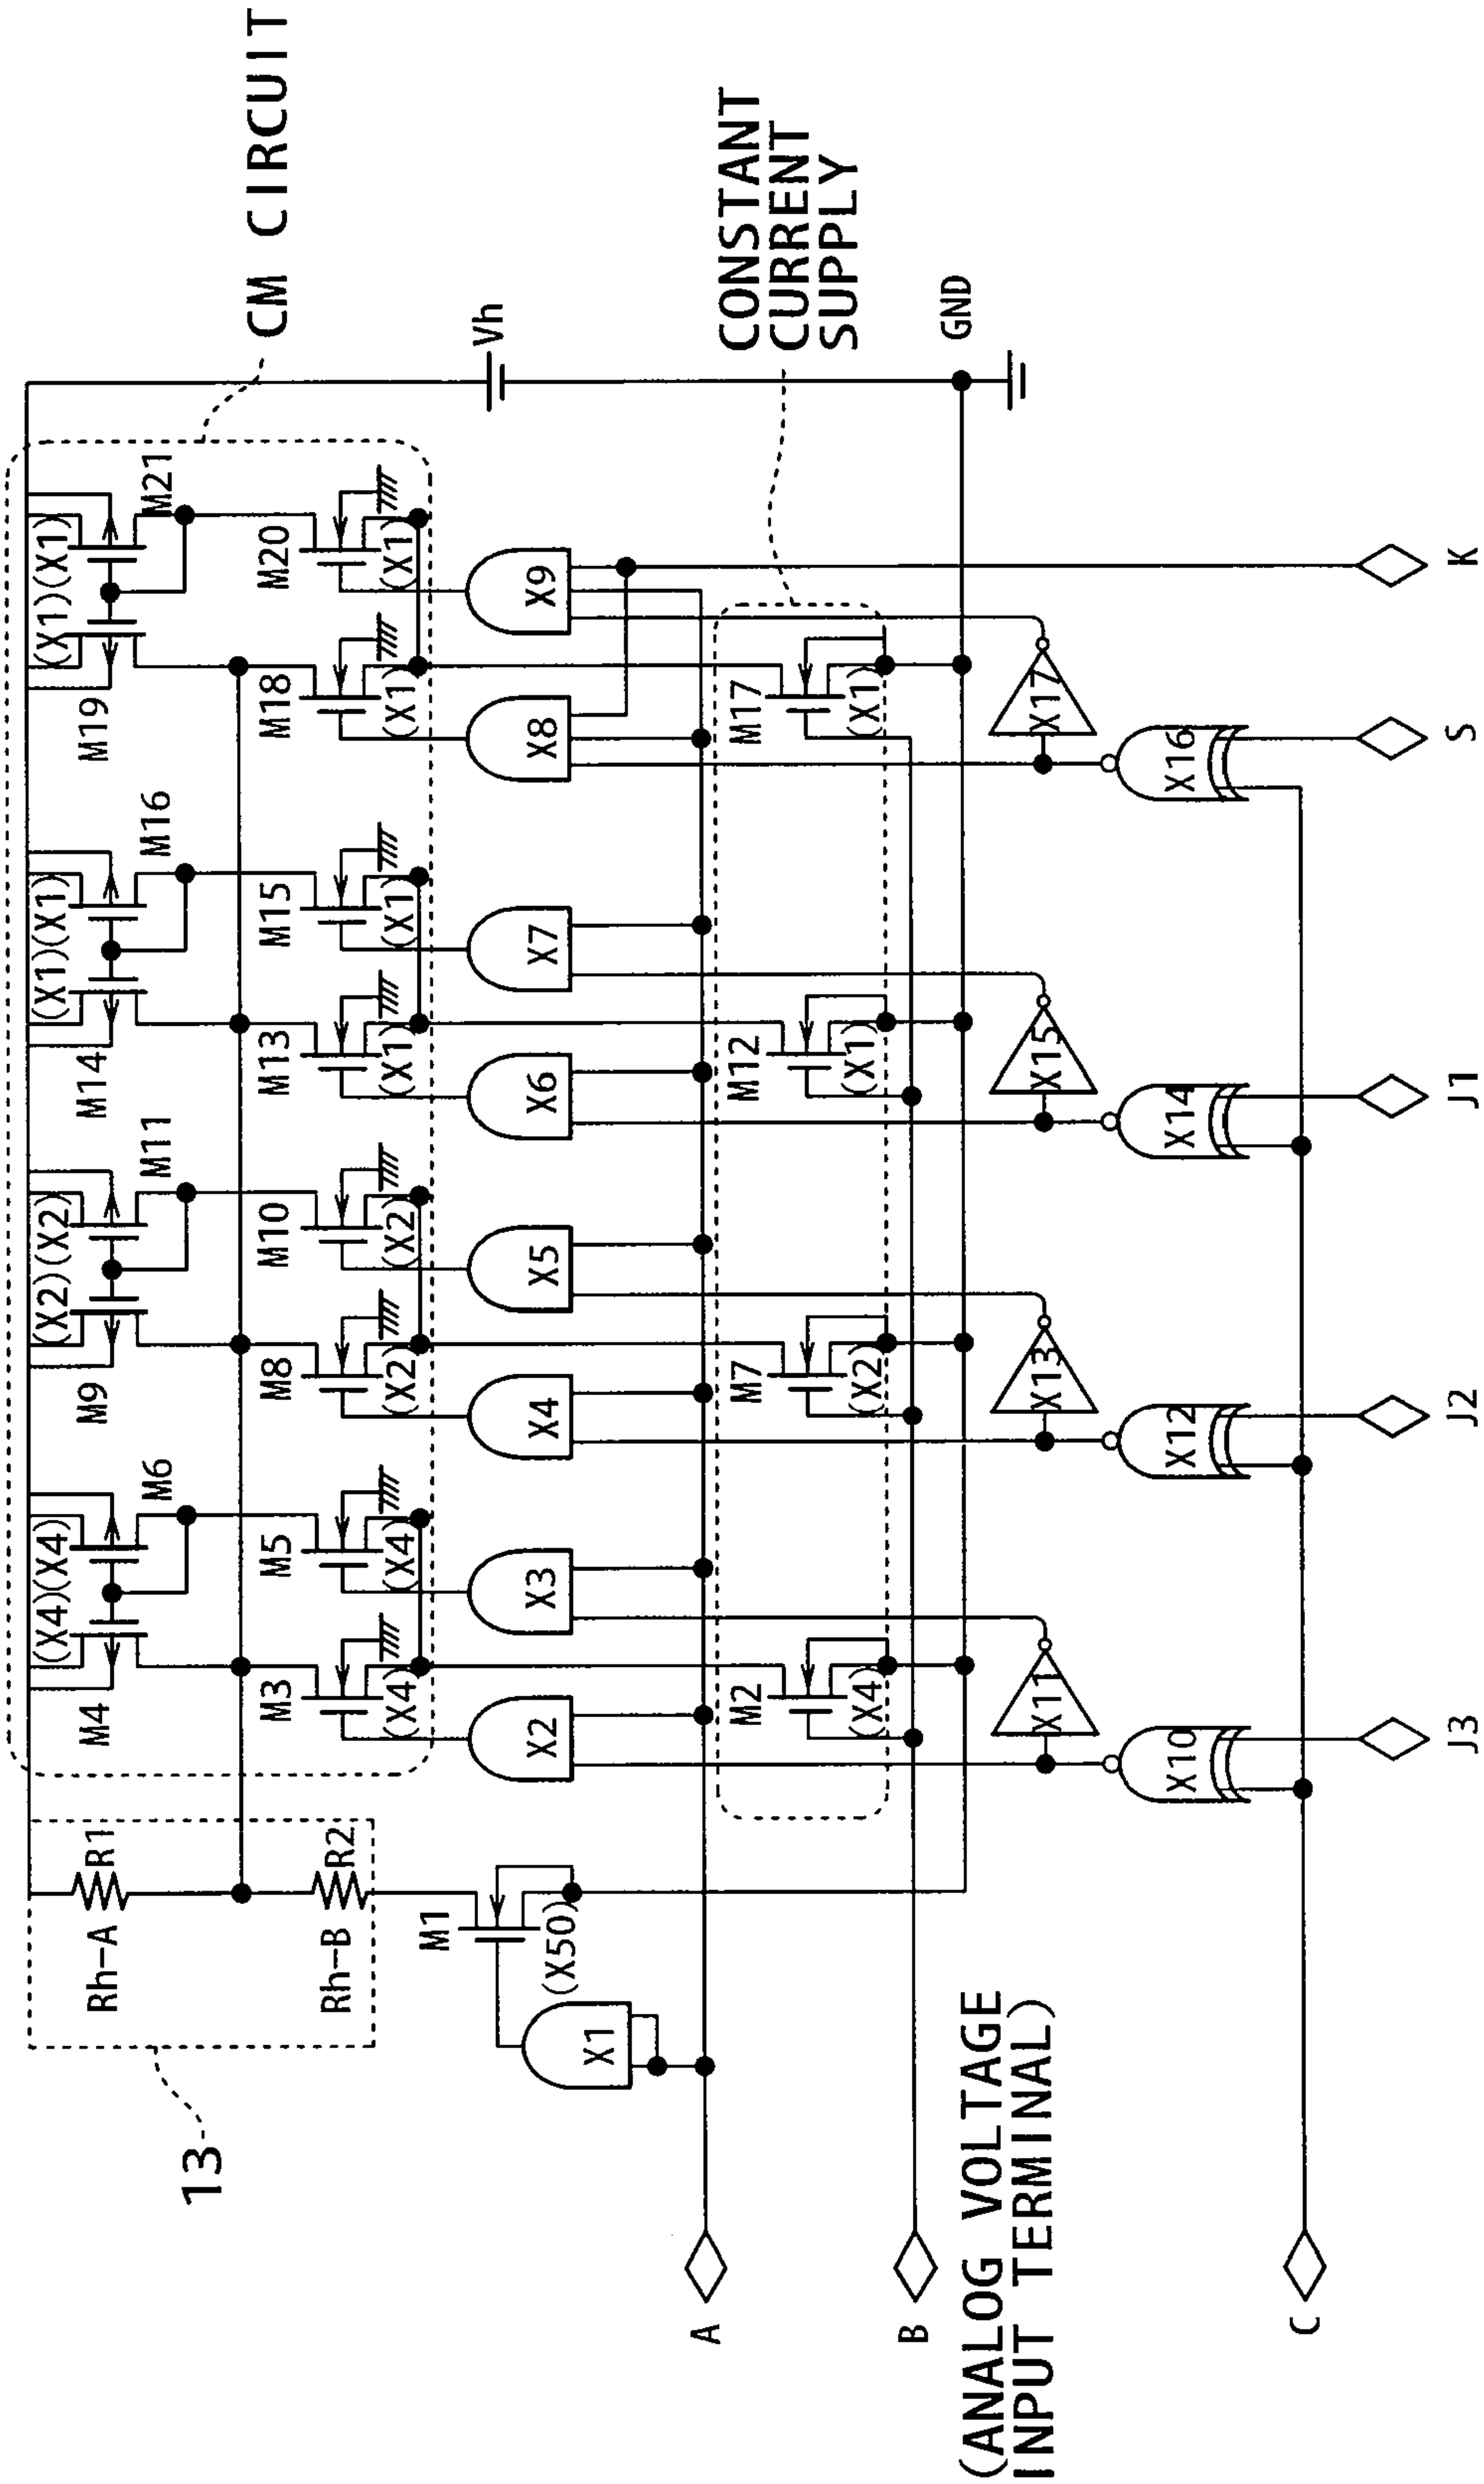 CM CIRCUIT
13
Rh-A
R1
M4
(X4)(X4)
M6
M9
(X2)(X2)
M11
M14
(X1)(X1)
M16
M19
(X1)(X1)
M21
Rh-B
R2
M3
(X4)
M5
(X4)
M8
(X2)
M10
(X2)
M13
(X1)
M15
(X1)
M18
(X1)
M20
(X1)
Vh
M1
(X50)
X1
X2
X3
X4
X5
X6
X7
X8
X9
CONSTANT
CURRENT
SUPPLY
M2
(X4)
M7
(X2)
M12
(X1)
M17
(X1)
GND
A
B
(ANALOG VOLTAGE
INPUT TERMINAL)
X11
X13
X15
X17
X10
X12
X14
X16
C
J3
J2
J1
S
K